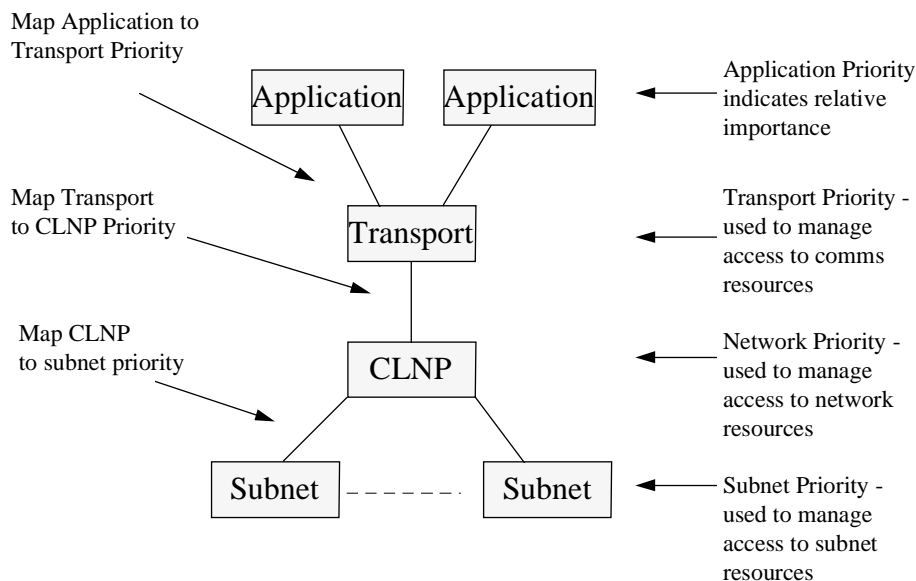 Map Application to
Transport Priority
Application
Application
Application Priority
indicates relative
importance
Map Transport
to CLNP Priority
Transport
Transport Priority -
used to manage
access to comms
resources
Map CLNP
to subnet priority
CLNP
Network Priority -
used to manage
access to network
resources
Subnet
Subnet
Subnet Priority -
used to manage
access to subnet
resources